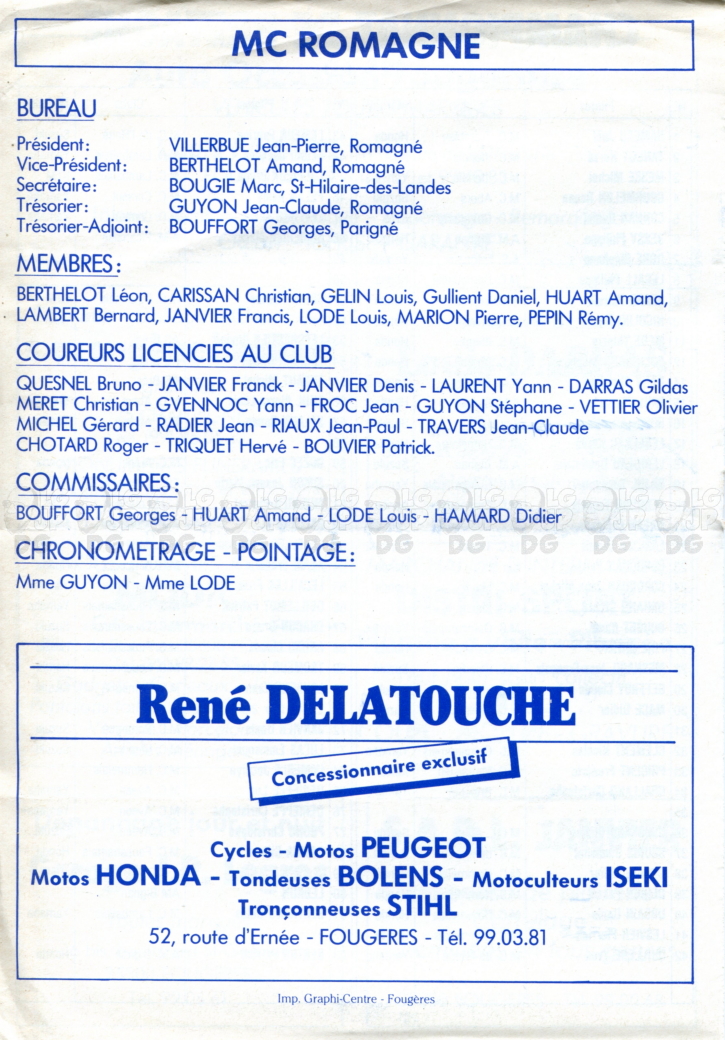 MC ROMAGNE
BUREAU
Président: VILLERBUE Jean-Pierre, Romagné
Vice-Président: BERTHELOT Amand, Romagné
Secrétaire: BOUGIE Marc, St-Hilaire-des-Landes
Trésorier: GUYON Jean-Claude, Romagné
Trésorier-Adjoint: BOUFFORT Georges, Parigné
MEMBRES:
BERTHELOT Léon, CARISSAN Christian, GELIN Louis, Gullient Daniel, HUART Amand,
LAMBERT Bernard, JANVIER Francis, LODE Louis, MARION Pierre, PEPIN Rémy.
COUREURS LICENCIES AU CLUB
QUESNEL Bruno - JANVIER Franck - JANVIER Denis - LAURENT Yann - DARRAS Gildas
MERET Christian - GVENNOC Yann - FROC Jean - GUYON Stéphane - VETTIER Olivier
MICHEL Gérard - RADIER Jean - RIAUX Jean-Paul - TRAVERS Jean-Claude
CHOTARD Roger - TRIQUET Hervé - BOUVIER Patrick.
COMMISSAIRES:
BOUFFORT Georges - HUART Amand - LODE Louis - HAMARD Didier
CHRONOMETRAGE - POINTAGE:
Mme GUYON - Mme LODE
René DELATOUCHE
Concessionnaire exclusif
Cycles - Motos PEUGEOT
Motos HONDA - Tondeuses BOLENS - Motoculteurs ISEKI
Tronçonneuses STIHL
52, route d'Ernée - FOUGERES - Tél. 99.03.81
Imp. Graphi-Centre - Fougères